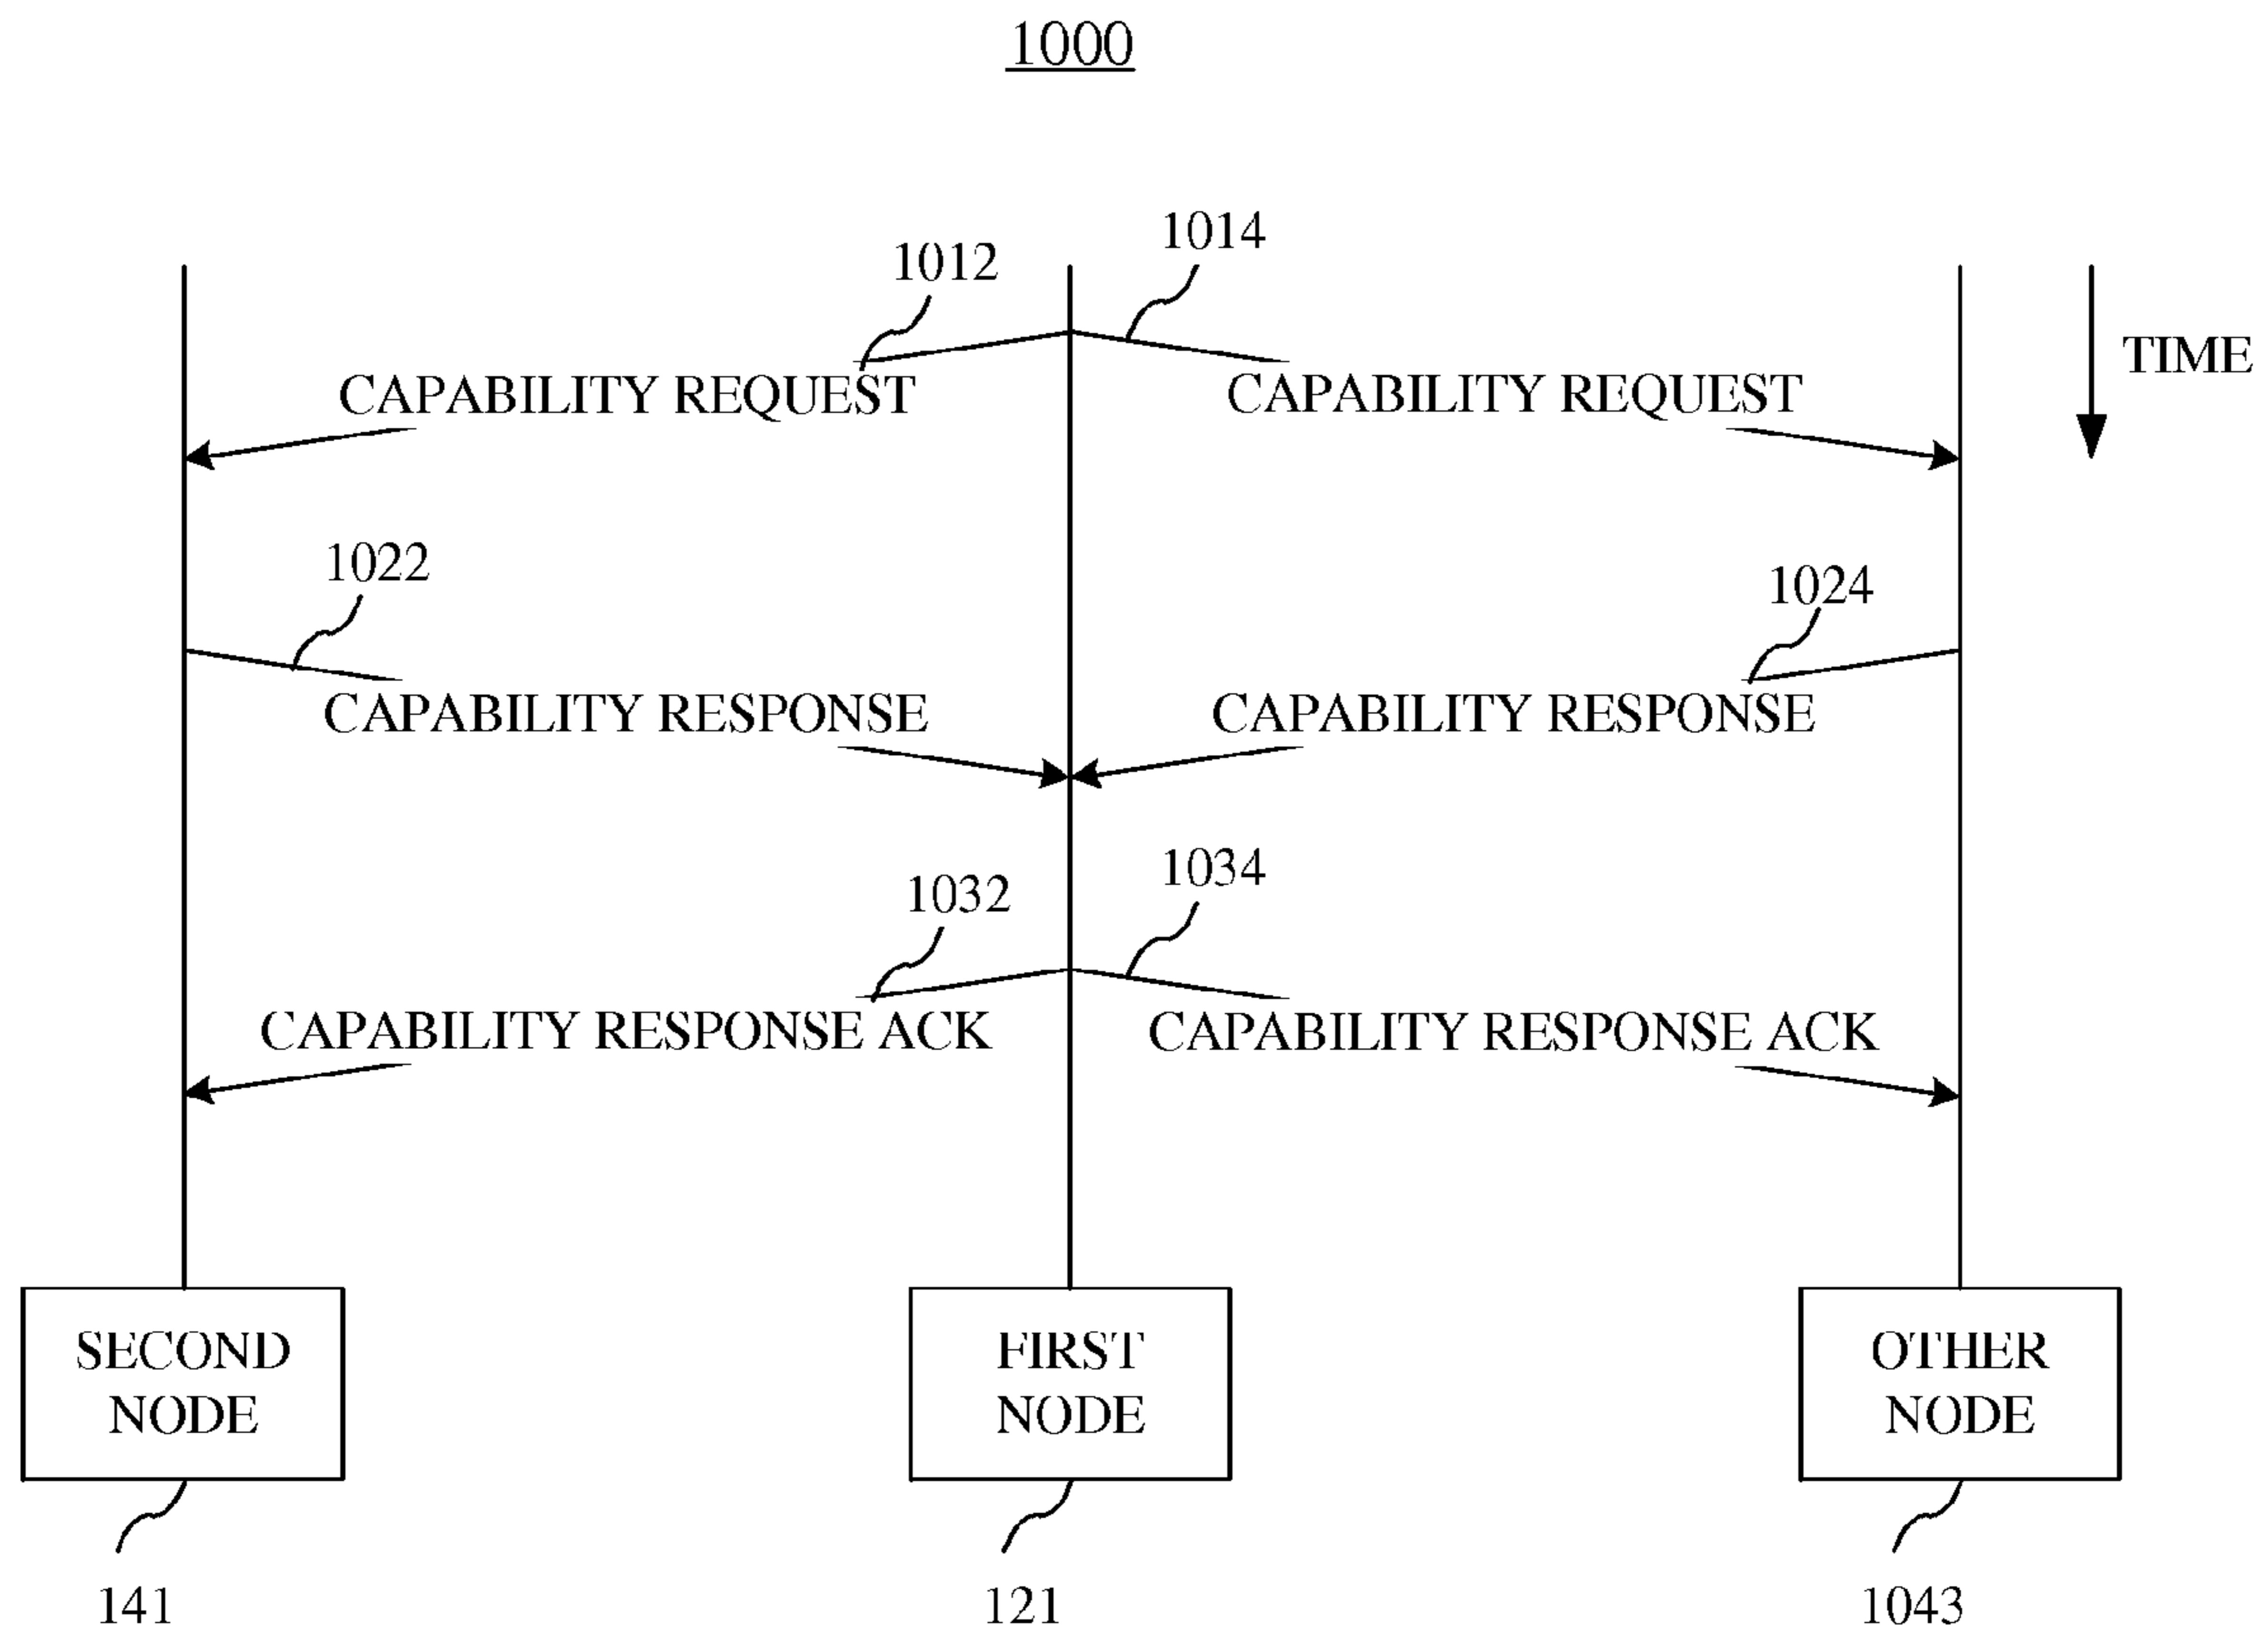 1000
1014
1012
TIME
CAPABILITY REQUEST
CAPABILITY REQUEST
1022
1024
CAPABILITY RESPONSE
CAPABILITY RESPONSE
1034
1032
CAPABILITY RESPONSE ACK
CAPABILITY RESPONSE ACK
SECOND
NODE
FIRST
NODE
OTHER
NODE
141
121
1043